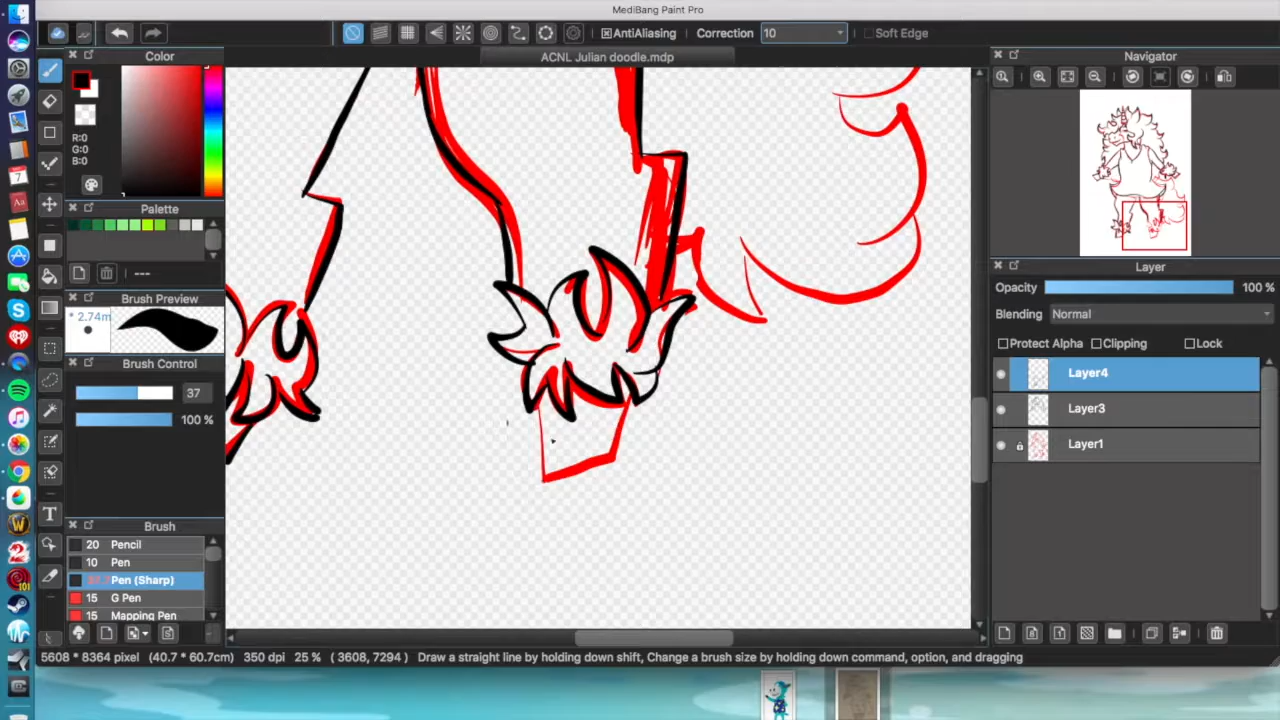 MediBang Paint Pro
AntiAliasing Correction 10 Soft Edge
Color
ACNL Julian doodle.mdp
Navigator
R:0
G:0
B:0
Palette
---
Brush Preview
* 2.74m
Brush Control
37
100 %
Layer
Opacity 100 %
Blending Normal
Protect Alpha Clipping Lock
Layer4
Layer3
Layer1
Brush
20 Pencil
10 Pen
Pen (Sharp)
15 G Pen
15 Mapping Pen
5608 * 8364 pixel (40.7 * 60.7cm) 350 dpi 25 % ( 3608, 7294 ) Draw a straight line by holding down shift, Change a brush size by holding down command, option, and dragging